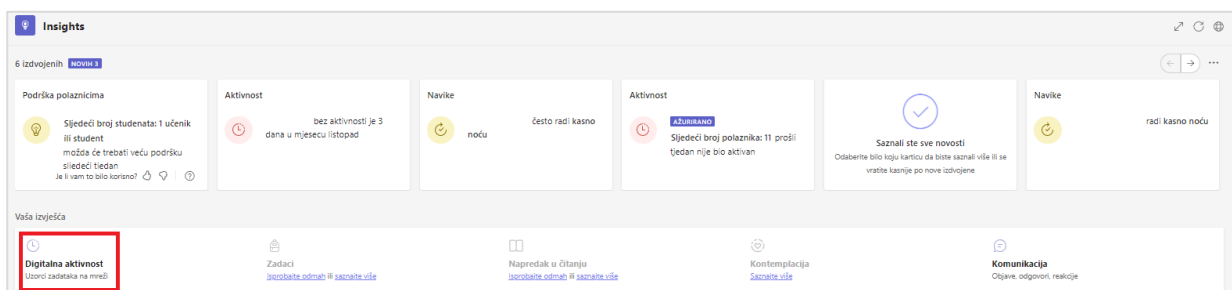 Insights
6 izdvojenih NOVIH 3
Podrška polaznicima
Sljedeći broj studenata: 1 učenik
ili student
možda će trebati veću podršku
sljedeći tjedan
Je li vam to bilo korisno?
Aktivnost
bez aktivnosti je 3
dana u mjesecu listopad
Navike
često radi kasno
noću
Aktivnost
AŽURIRANO
Sljedeći broj polaznika: 11 prošli
tjedan nije bio aktivan
Saznali ste sve novosti
Odaberite bilo koju karticu da biste saznali više ili se
vratite kasnije po nove izdvojene
Navike
radi kasno noću
Vaša izvješća
Digitalna aktivnost
Uzorci zadataka na mreži
Zadaci
Isprobajte odmah ili saznajte više
Napredak u čitanju
Isprobajte odmah ili saznajte više
Kontemplacija
Saznajte više
Komunikacija
Objave, odgovori, reakcije